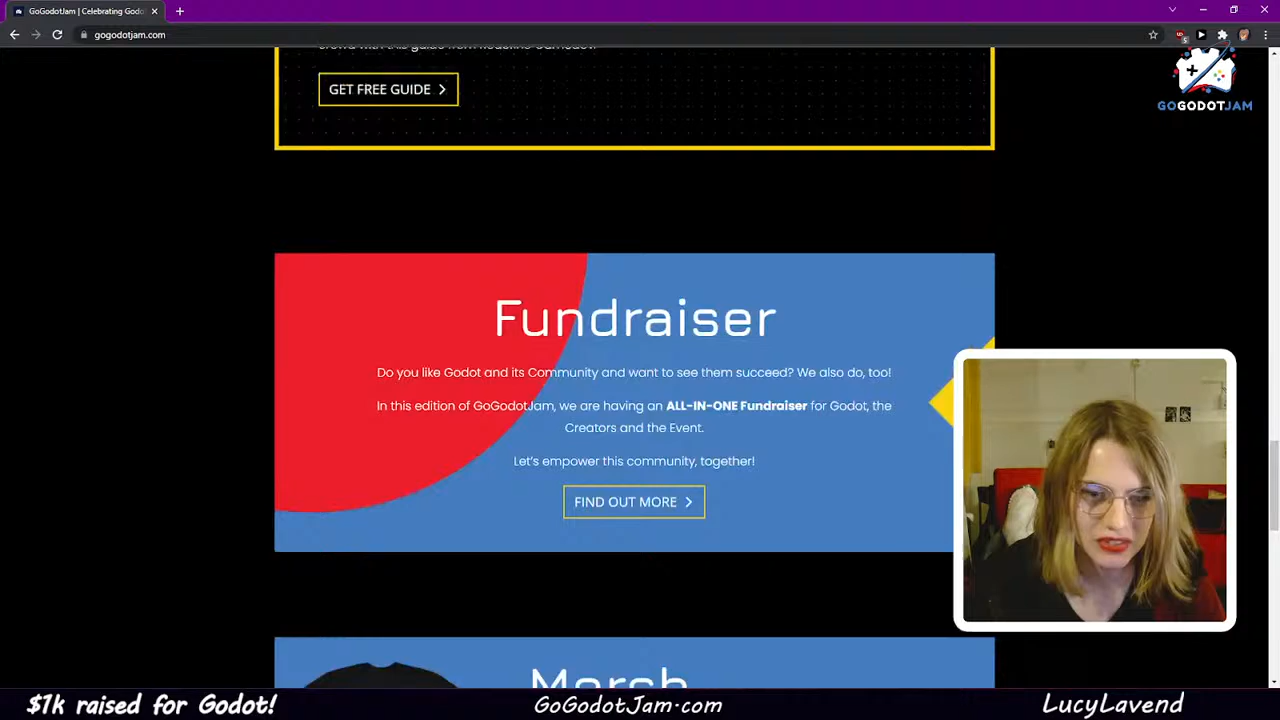 GoGodotJam | Celebrating Godo
gogodotjam.com
GET FREE GUIDE
GOGODOTJAM
Fundraiser
Do you like Godot and its Community and want to see them succeed? We also do, too!
In this edition of GoGodotJam, we are having an ALL-IN-ONE Fundraiser for Godot, the
Creators and the Event.
Let's empower this community, together!
FIND OUT MORE
Merch
$1k raised for Godot!
GoGodotJam.com
LucyLavend